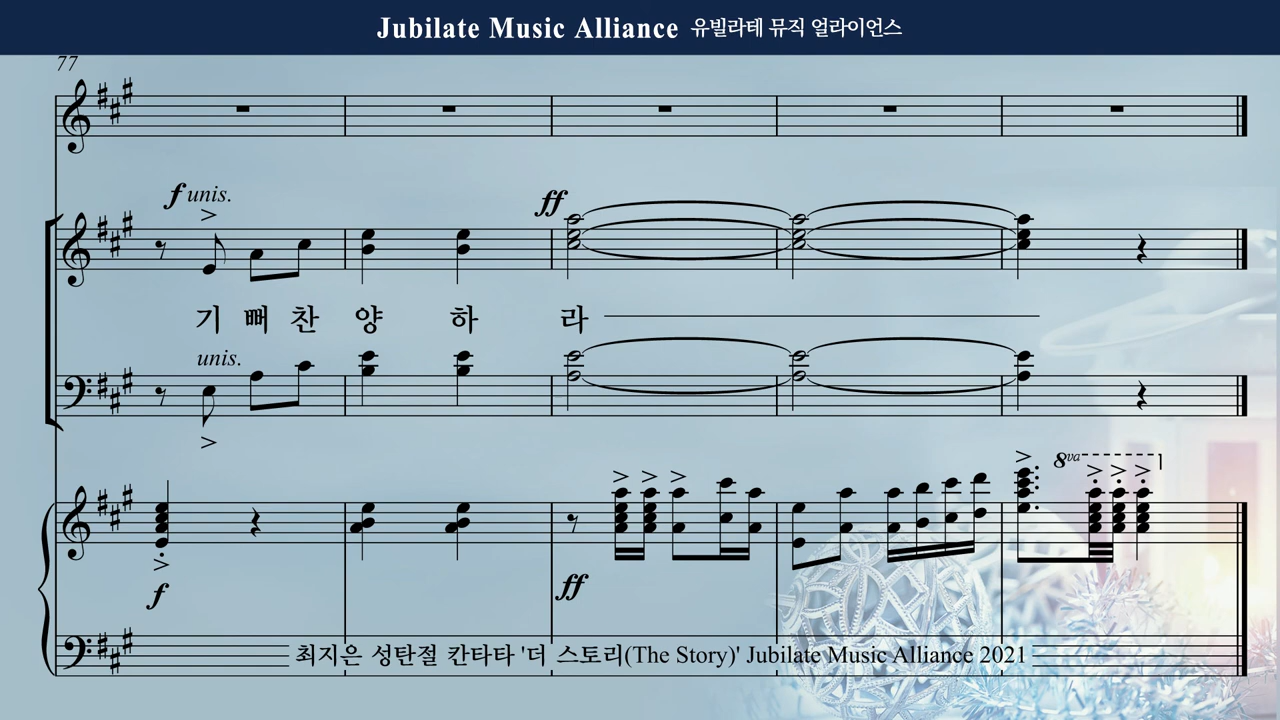 Jubilate Music Alliance 유빌라테 뮤직 얼라이언스
77
f unis.
ff
기 뻐 찬 양 하 라
unis.
8va
f
ff
최지은 성탄절 칸타타 '더 스토리(The Story)' Jubilate Music Alliance 2021